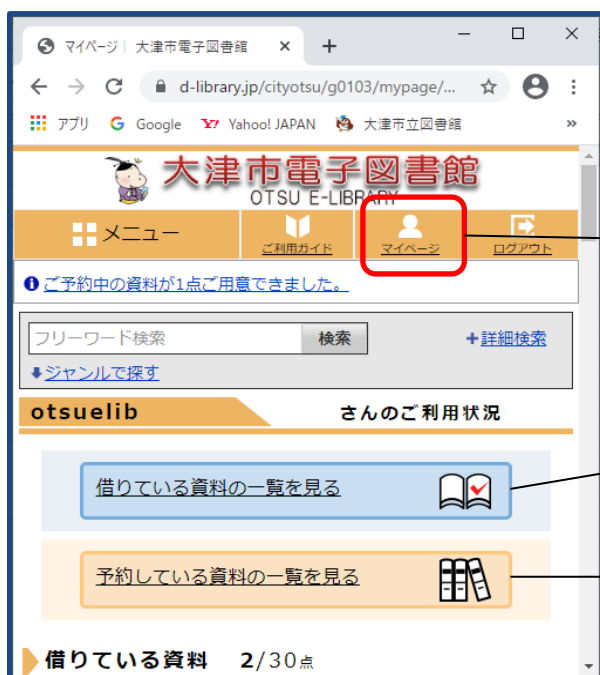 マイページ｜ 大津市電子図書館
d-library.jp/cityotsu/g0103/mypage/...
アプリ Google Yahoo! JAPAN 大津市立図書館 »
大津市電子図書館
OTSU E-LIBRARY
メニュー ご利用ガイド マイページ ログアウト
ご予約中の資料が1点ご用意できました。
フリーワード検索 検索 +詳細検索
ジャンルで探す
otsuelib さんのご利用状況
借りている資料の一覧を見る
予約している資料の一覧を見る
借りている資料 2/30点